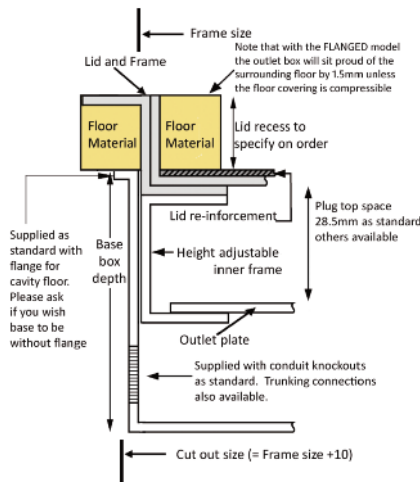 Frame size
Note that with the FLANGED model
the outlet box will sit proud of the
surrounding floor by 1.5mm unless
the floor covering is compressible
Lid and Frame
Floor
Material
Floor
Material
Lid recess to
specify on order
Lid re-inforcement
Plug top space
28.5mm as standard
others available
Supplied as
standard with
flange for
cavity floor.
Please ask
if you wish
base to be
without flange
Base
box
depth
Height adjustable
inner frame
Outlet plate
Supplied with conduit knockouts
as standard. Trunking connections
also available.
Cut out size (= Frame size +10)